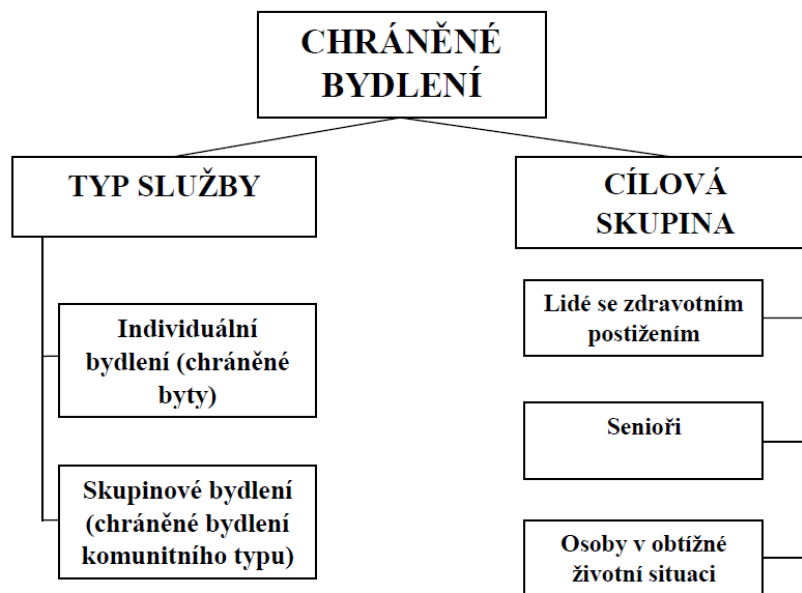 CHRÁNĚNÉ
BYDLENÍ
TYP SLUŽBY
Individuální
bydlení (chráněné
byty)
Skupinové bydlení
(chráněné bydlení
komunitního typu)
CÍLOVÁ
SKUPINA
Lidé se zdravotním
postižením
Senioři
Osoby v obtížné
životní situaci